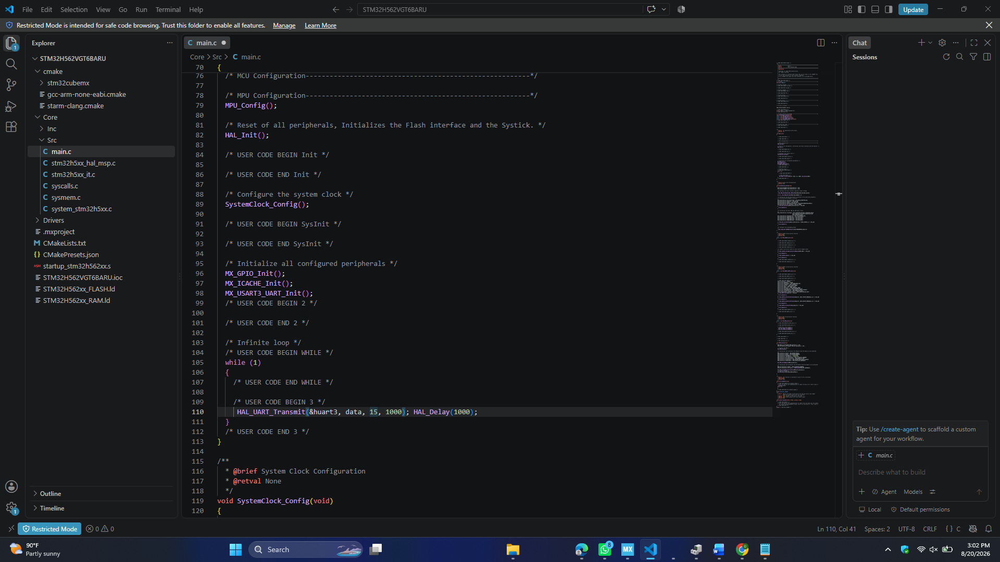 File Edit Selection View Go Run Terminal Help
STM32H562VGT6BARU
Update
Restricted Mode is intended for safe code browsing. Trust this folder to enable all features. Manage Learn More
Explorer
STM32H562VGT6BARU
cmake
stm32cubemx
gcc-arm-none-eabi.cmake
starm-clang.cmake
Core
Inc
Src
C main.c
C stm32h5xx_hal_msp.c
C stm32h5xx_it.c
C syscalls.c
C sysmem.c
C system_stm32h5xx.c
Drivers
.mxproject
M CMakeLists.txt
{} CMakePresets.json
ASM startup_stm32h562xx.s
STM32H562VGT6BARU.ioc
STM32H562xx_FLASH.ld
STM32H562xx_RAM.ld
Outline
Timeline
C main.c
Core > Src > C main.c
70 {
76 /* MCU Configuration--------------------------------------------------------*/
77
78 /* MPU Configuration--------------------------------------------------------*/
79 MPU_Config();
80
81 /* Reset of all peripherals, Initializes the Flash interface and the Systick. */
82 HAL_Init();
83
84 /* USER CODE BEGIN Init */
85
86 /* USER CODE END Init */
87
88 /* Configure the system clock */
89 SystemClock_Config();
90
91 /* USER CODE BEGIN SysInit */
92
93 /* USER CODE END SysInit */
94
95 /* Initialize all configured peripherals */
96 MX_GPIO_Init();
97 MX_ICACHE_Init();
98 MX_USART3_UART_Init();
99 /* USER CODE BEGIN 2 */
100
101 /* USER CODE END 2 */
102
103 /* Infinite loop */
104 /* USER CODE BEGIN WHILE */
105 while (1)
106 {
107 /* USER CODE END WHILE */
108
109 /* USER CODE BEGIN 3 */
110 HAL_UART_Transmit(&huart3, data, 15, 1000); HAL_Delay(1000);
111 }
112 /* USER CODE END 3 */
113 }
114
115 /**
116 * @brief System Clock Configuration
117 * @retval None
118 */
119 void SystemClock_Config(void)
120 {
Chat
Sessions
Tip: Use /create-agent to scaffold a custom
agent for your workflow.
C main.c
Describe what to build
Agent Models
Local Default permissions
1
1
Restricted Mode 0 0
Ln 110, Col 41 Spaces: 2 UTF-8 CRLF {} C
90°F
Partly sunny
Search
8
MX
3:02 PM
8/20/2026